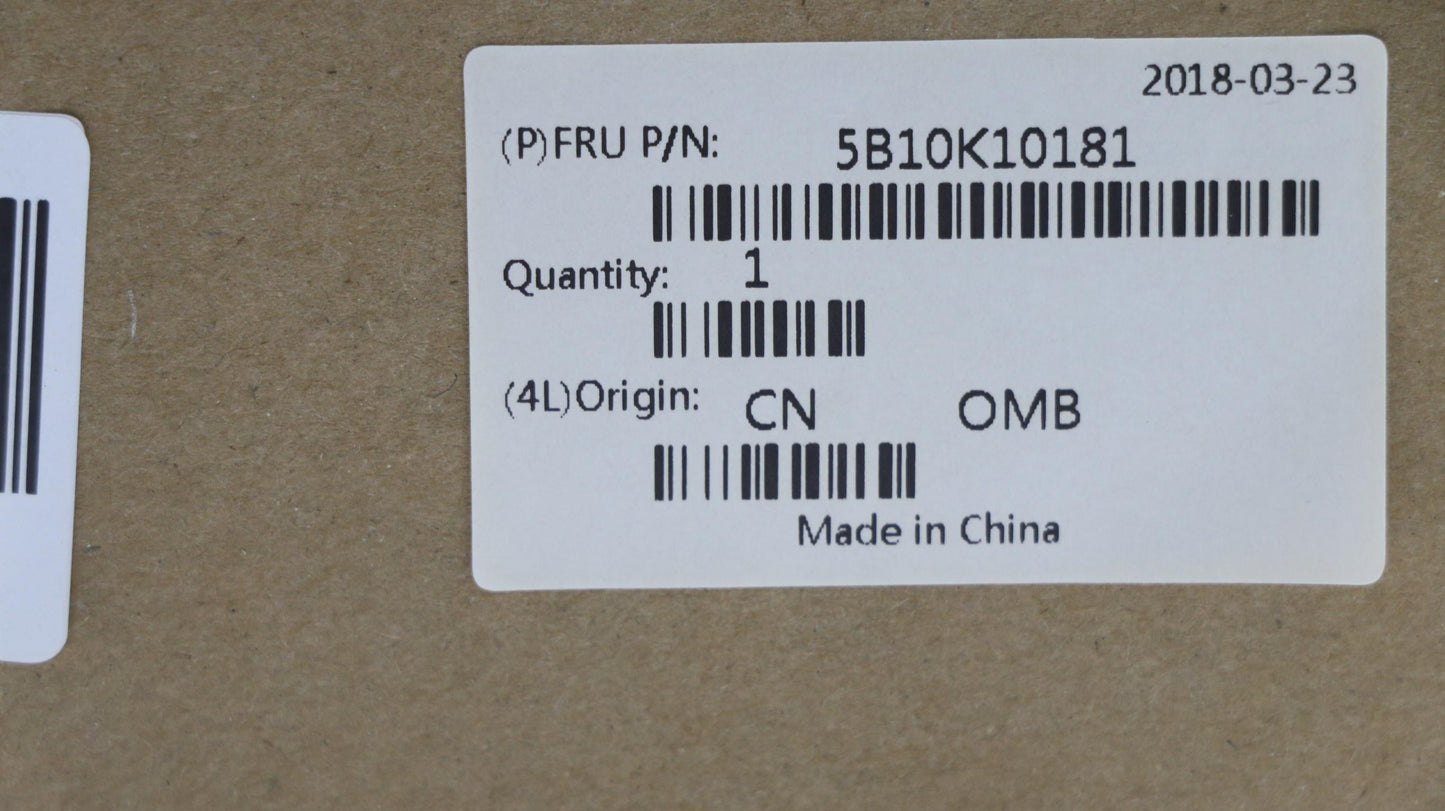 2018-03-23
(P)FRU P/N: 5B10K10181
Quantity: 1
(4L)Origin: CN OMB
Made in China